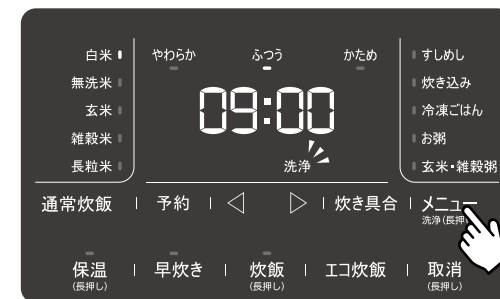 白米 やわらか ふつう かため すしめし
無洗米 炊き込み
玄米 09:00 冷凍ごはん
雑穀米 お粥
長粒米 洗浄 玄米・雑穀粥
通常炊飯 予約 炊き具合 メニュー
洗浄(長押し)
保温 早炊き 炊飯 エコ炊飯 取消
(長押し) (長押し) (長押し)